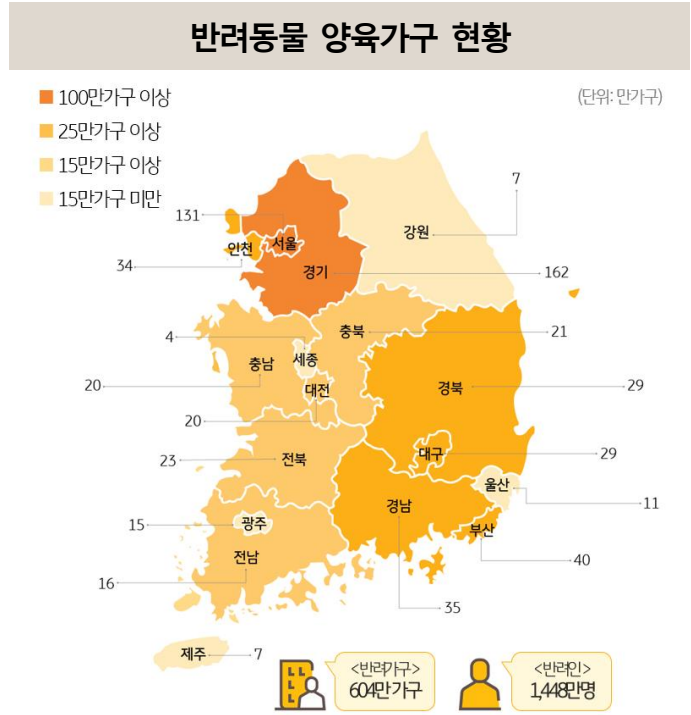 반려동물 양육가구 현황
100만가구 이상
(단위: 만가구)
25만가구 이상
15만가구 이상
15만가구 미만
7
131
강원
인천
서울
34
경기
162
충북
21
4
세종
충남
20
대전
경북
29
20
전북
23
대구
29
울산
11
경남
15
광주
부산
전남
40
16
35
제주
7
<반려가구>
604만가구
<반려인>
1,448만명